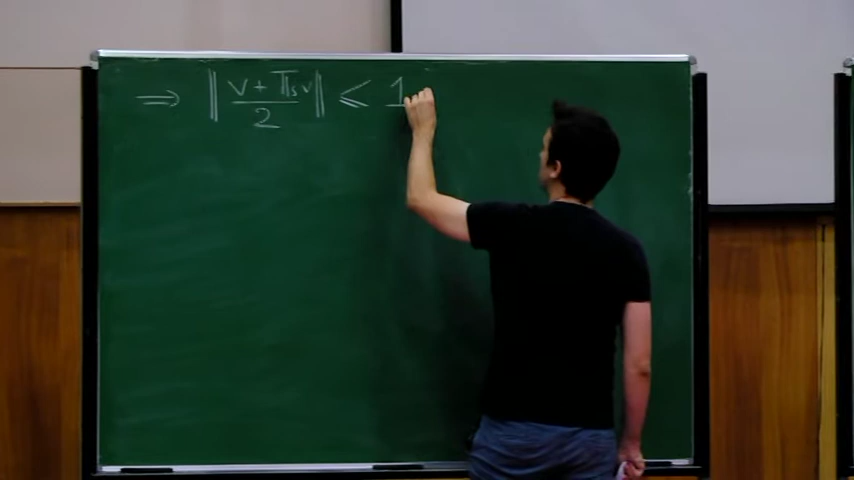 ⇒ ‖ (v + π_s v) / 2 ‖ ≤ 1